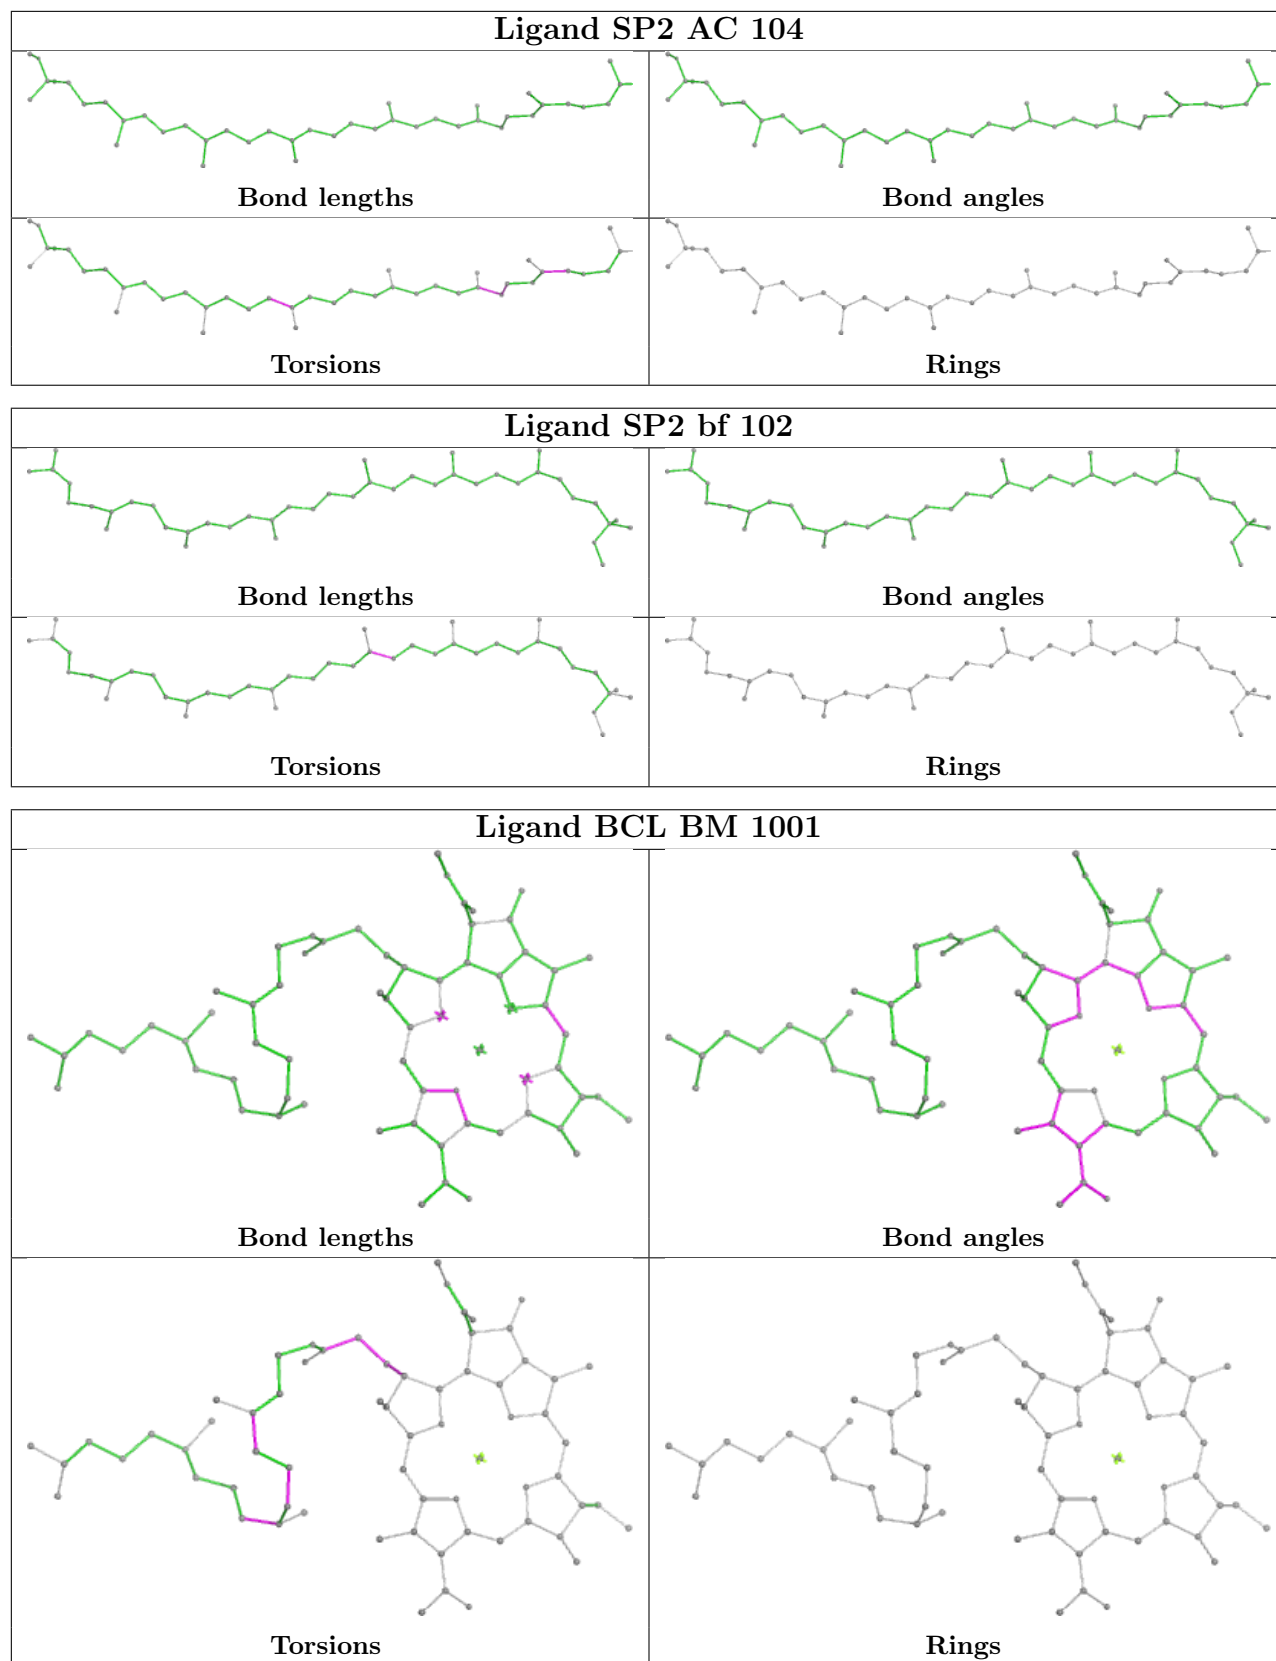 Ligand SP2 AC 104
Bond lengths
Bond angles
Torsions
Rings
Ligand SP2 bf 102
Bond lengths
Bond angles
Torsions
Rings
Ligand BCL BM 1001
Bond lengths
Bond angles
Torsions
Rings